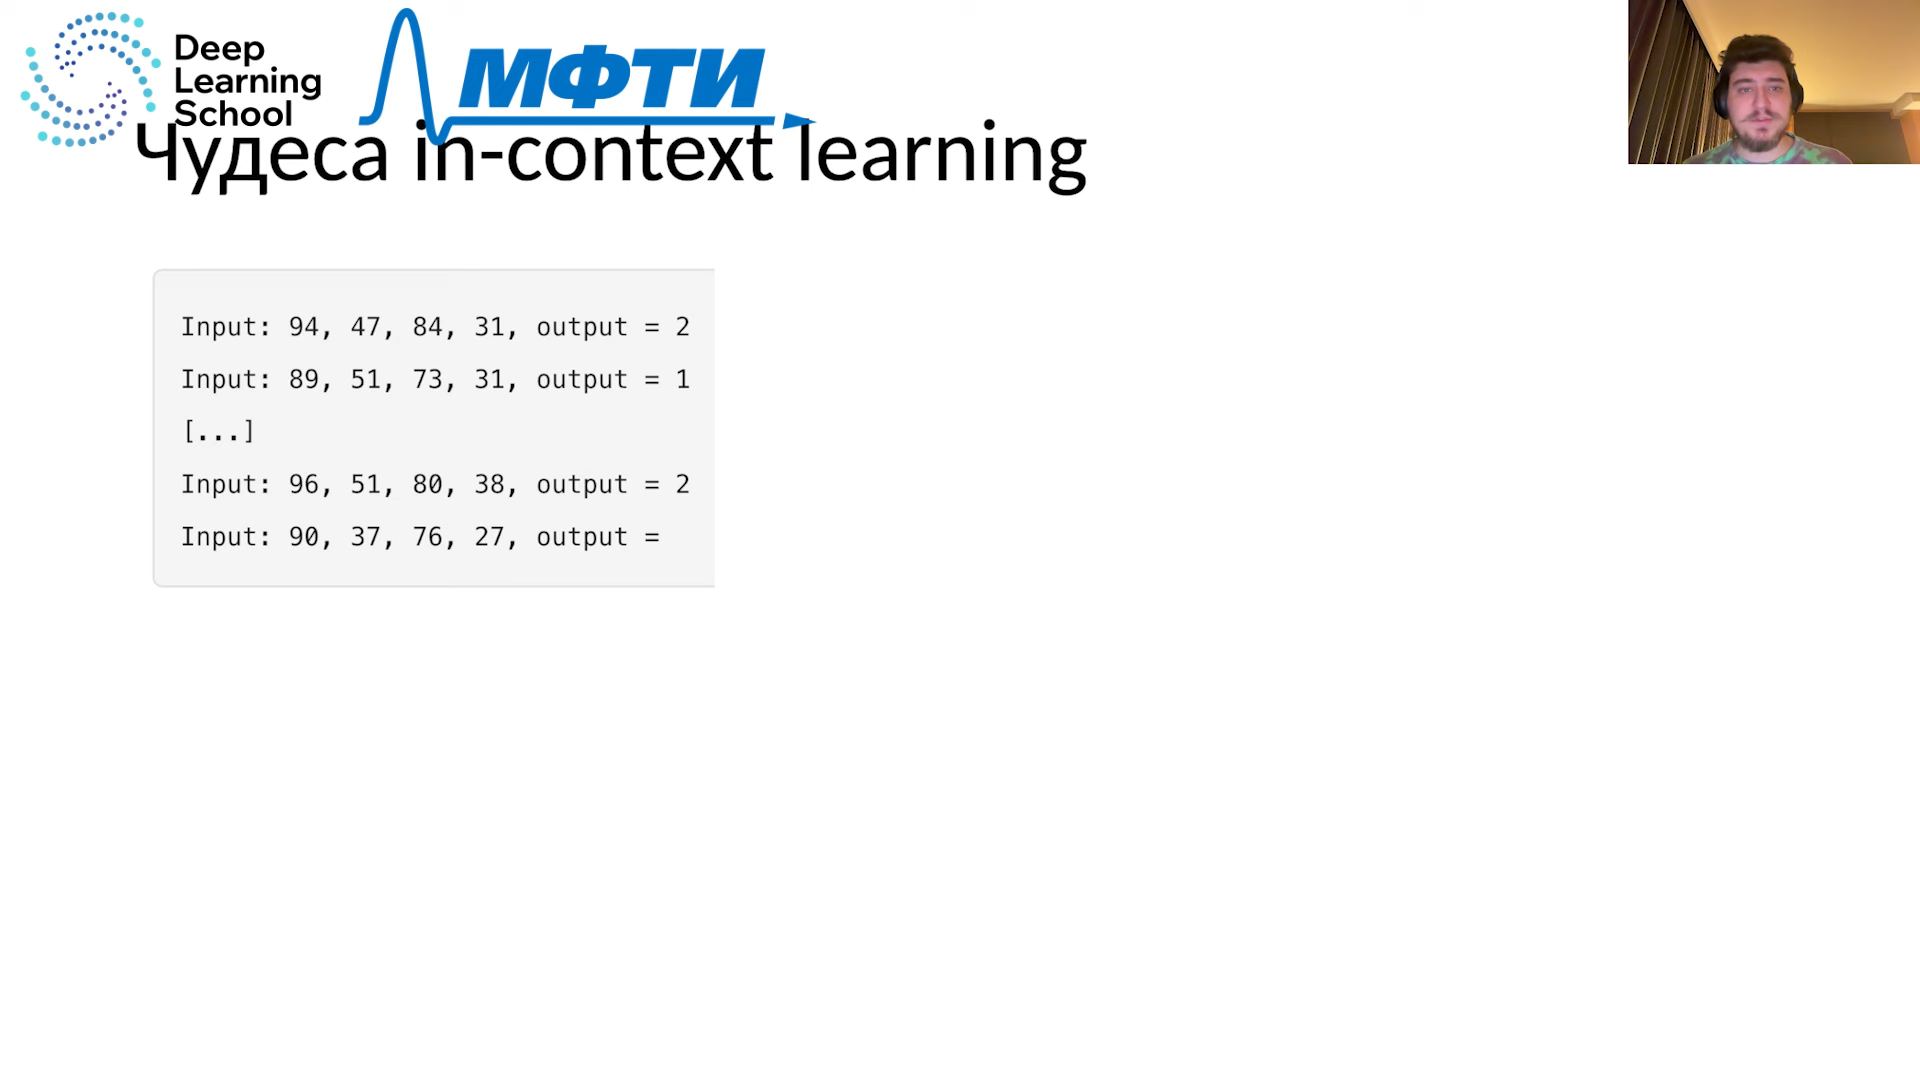 Deep
Learning
School
МФТИ
Чудеса in-context learning
Input: 94, 47, 84, 31, output = 2
Input: 89, 51, 73, 31, output = 1
[...]
Input: 96, 51, 80, 38, output = 2
Input: 90, 37, 76, 27, output =